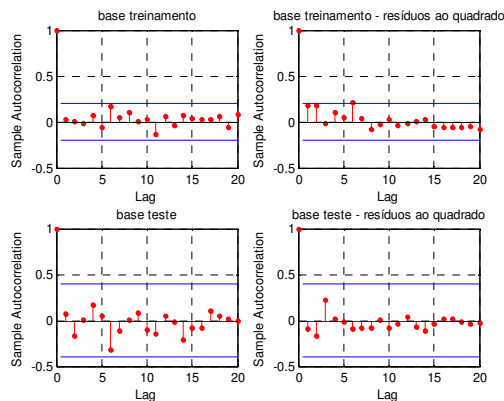 base treinamento
Sample Autocorrelation
1
0.5
0
-0.5
0 5 10 15 20
Lag
base treinamento - resíduos ao quadrado
Sample Autocorrelation
1
0.5
0
-0.5
0 5 10 15 20
Lag
base teste
Sample Autocorrelation
1
0.5
0
-0.5
0 5 10 15 20
Lag
base teste - resíduos ao quadrado
Sample Autocorrelation
1
0.5
0
-0.5
0 5 10 15 20
Lag